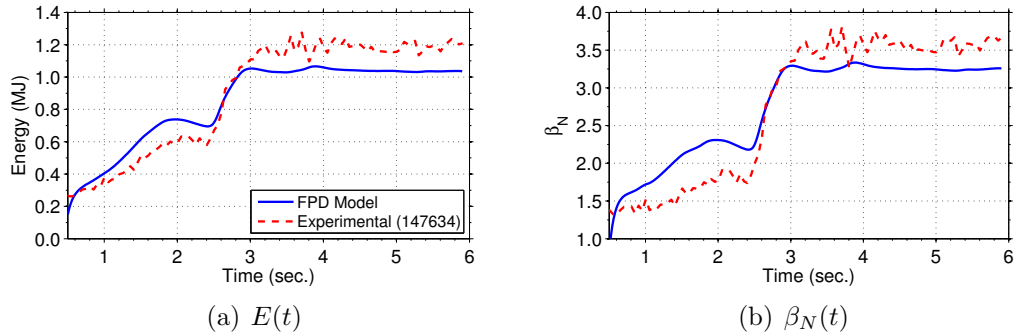 1.4
1.2
1.0
0.8
0.6
0.4
0.2
0.0
Energy (MJ)
FPD Model
Experimental (147634)
1 2 3 4 5 6
Time (sec.)
(a) E(t)
4.0
3.5
3.0
2.5
2.0
1.5
1.0
β_N
1 2 3 4 5 6
Time (sec.)
(b) β_N(t)